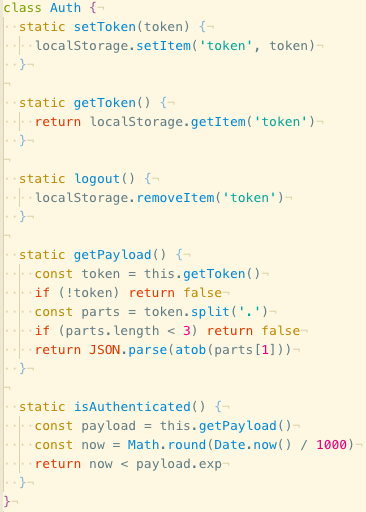 class Auth {
  static setToken(token) {
    localStorage.setItem('token', token)
  }

  static getToken() {
    return localStorage.getItem('token')
  }

  static logout() {
    localStorage.removeItem('token')
  }

  static getPayload() {
    const token = this.getToken()
    if (!token) return false
    const parts = token.split('.')
    if (parts.length < 3) return false
    return JSON.parse(atob(parts[1]))
  }

  static isAuthenticated() {
    const payload = this.getPayload()
    const now = Math.round(Date.now() / 1000)
    return now < payload.exp
  }
}